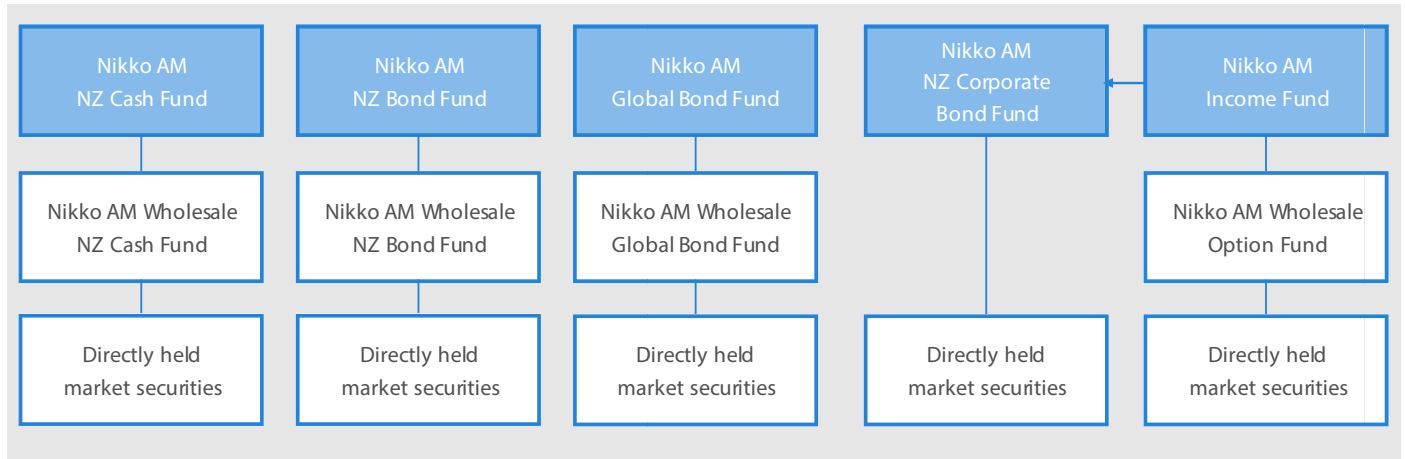 Nikko AM
NZ Cash Fund
Nikko AM
NZ Bond Fund
Nikko AM
Global Bond Fund
Nikko AM
NZ Corporate
Bond Fund
Nikko AM
Income Fund
Nikko AM Wholesale
NZ Cash Fund
Nikko AM Wholesale
NZ Bond Fund
Nikko AM Wholesale
Global Bond Fund
Nikko AM Wholesale
Option Fund
Directly held
market securities
Directly held
market securities
Directly held
market securities
Directly held
market securities
Directly held
market securities